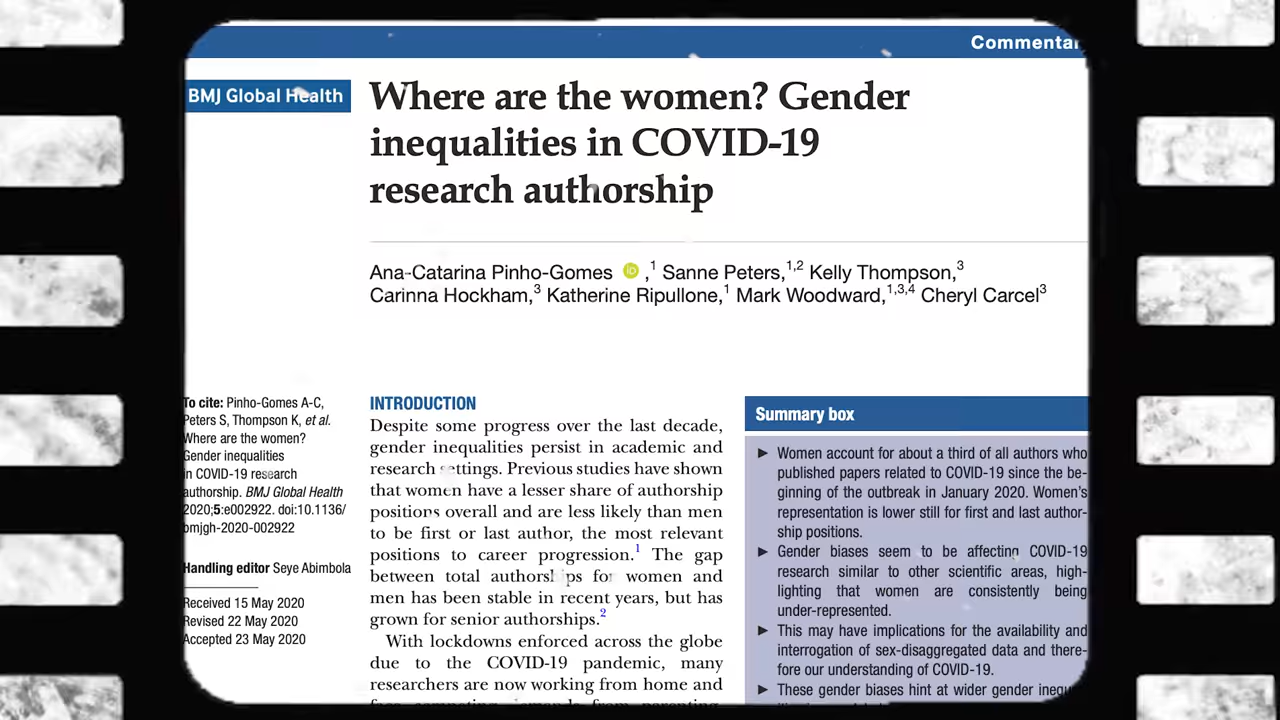 Commentar
BMJ Global Health
Where are the women? Gender
inequalities in COVID-19
research authorship
Ana-Catarina Pinho-Gomes iD ,1 Sanne Peters,1,2 Kelly Thompson,3
Carinna Hockham,3 Katherine Ripullone,1 Mark Woodward,1,3,4 Cheryl Carcel3
To cite: Pinho-Gomes A-C,
Peters S, Thompson K, et al.
Where are the women?
Gender inequalities
in COVID-19 research
authorship. BMJ Global Health
2020;5:e002922. doi:10.1136/
bmjgh-2020-002922
Handling editor Seye Abimbola
Received 15 May 2020
Revised 22 May 2020
Accepted 23 May 2020
INTRODUCTION
Despite some progress over the last decade,
gender inequalities persist in academic and
research settings. Previous studies have shown
that women have a lesser share of authorship
positions overall and are less likely than men
to be first or last author, the most relevant
positions to career progression.1 The gap
between total authorships for women and
men has been stable in recent years, but has
grown for senior authorships.2
With lockdowns enforced across the globe
due to the COVID-19 pandemic, many
researchers are now working from home and
Summary box
► Women account for about a third of all authors who
published papers related to COVID-19 since the be-
ginning of the outbreak in January 2020. Women's
representation is lower still for first and last author-
ship positions.
► Gender biases seem to be affecting COVID-19
research similar to other scientific areas, high-
lighting that women are consistently being
under-represented.
► This may have implications for the availability and
interrogation of sex-disaggregated data and there-
fore our understanding of COVID-19.
► These gender biases hint at wider gender inequ